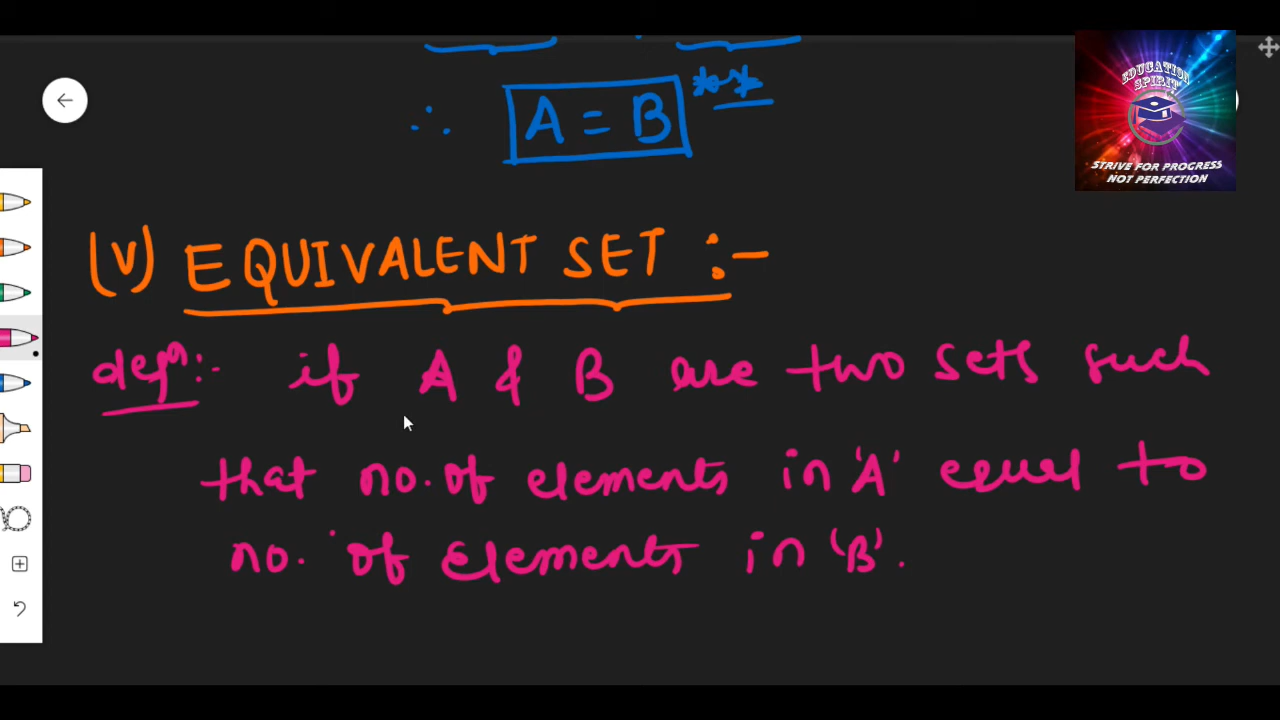 ∴ A = B **
EDUCATION
SPIRIT
STRIVE FOR PROGRESS
NOT PERFECTION
(V) EQUIVALENT SET :-
defn:- if A & B are two sets such
that no. of elements in 'A' equal to
no. of elements in 'B'.